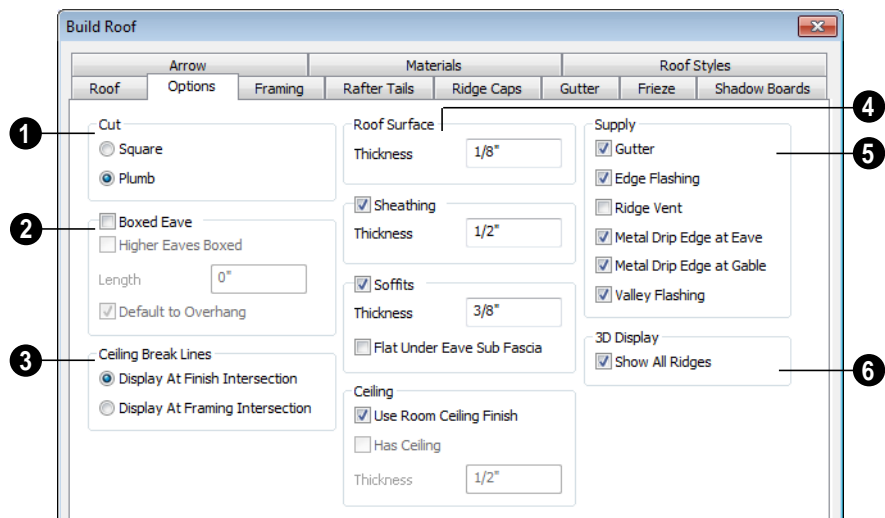 Build Roof
Arrow
Materials
Roof Styles
Roof
Options
Framing
Rafter Tails
Ridge Caps
Gutter
Frieze
Shadow Boards
1
Cut
Square
Plumb
2
Boxed Eave
Higher Eaves Boxed
Length 0"
Default to Overhang
3
Ceiling Break Lines
Display At Finish Intersection
Display At Framing Intersection
4
Roof Surface
Thickness 1/8"
Sheathing
Thickness 1/2"
Soffits
Thickness 3/8"
Flat Under Eave Sub Fascia
Ceiling
Use Room Ceiling Finish
Has Ceiling
Thickness 1/2"
Supply
5
Gutter
Edge Flashing
Ridge Vent
Metal Drip Edge at Eave
Metal Drip Edge at Gable
Valley Flashing
3D Display
Show All Ridges
6